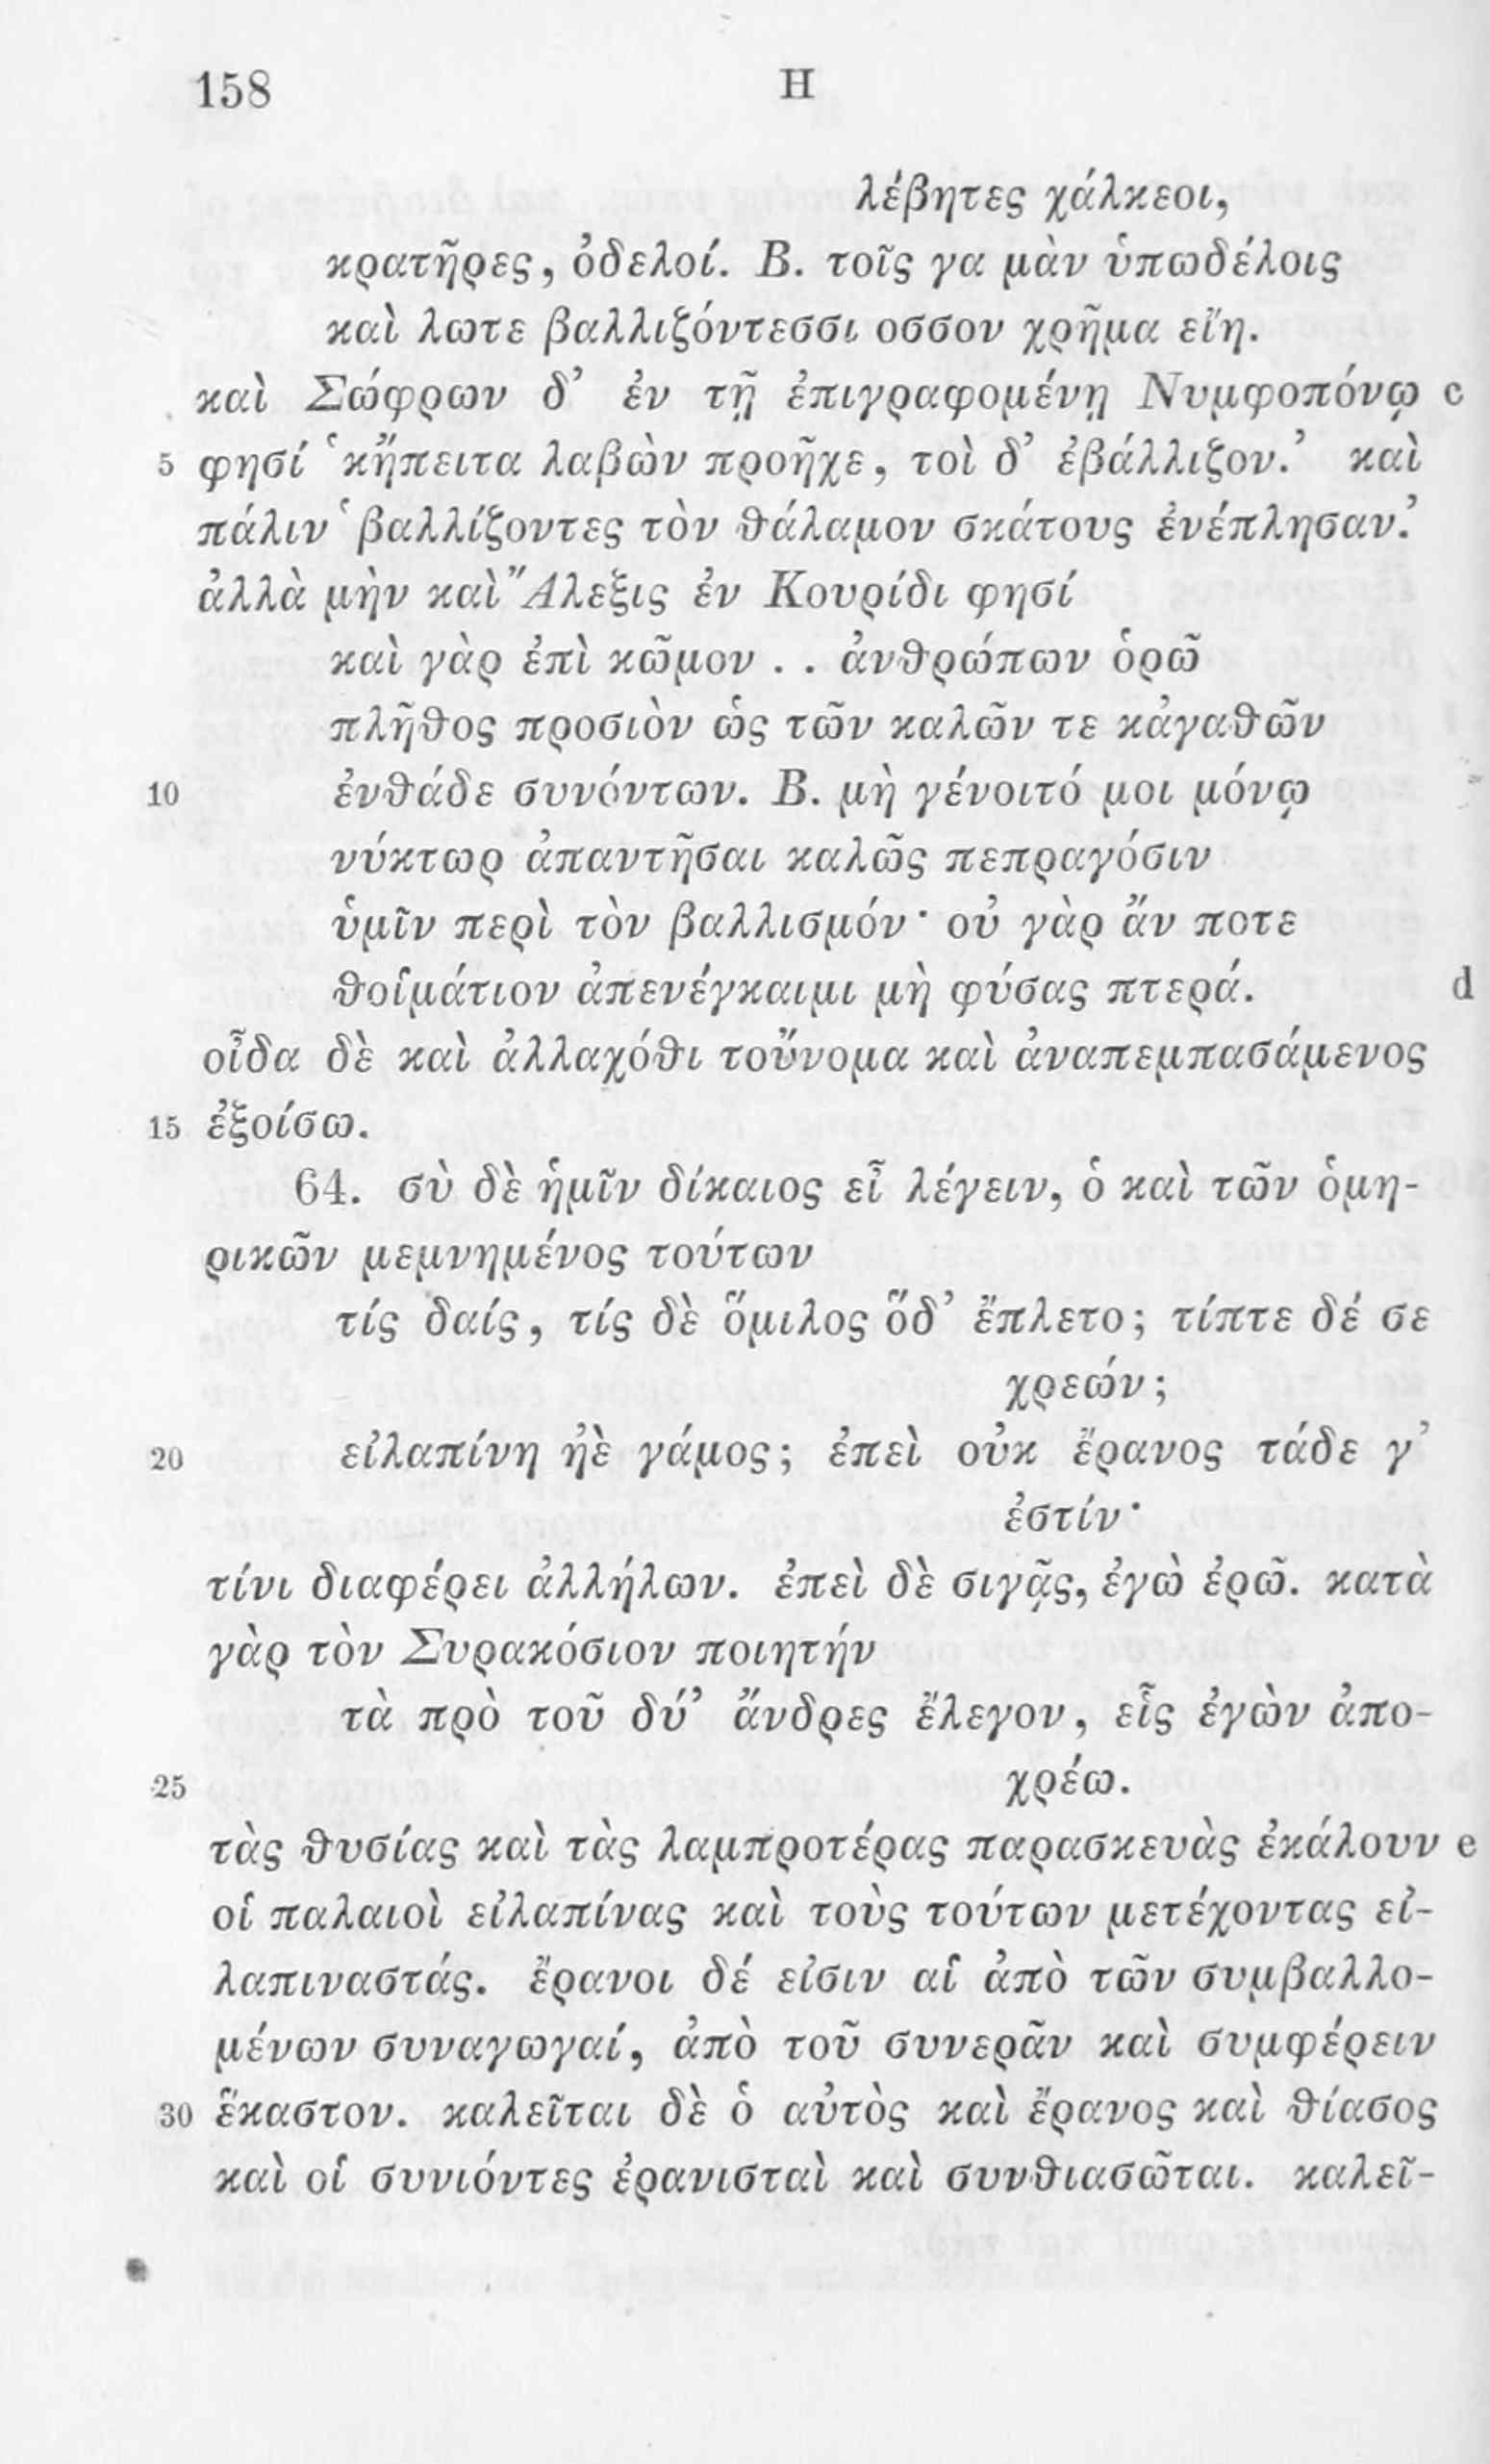 158 H
λέβητες χάλκεοι,
κρατῆρες, ὀδελοί. B. τοῖς γα μὰν ὑπωδέλοις
καὶ λωτε βαλλιζόντεσσι οσσον χρῆμα εἴη.
καὶ Σώφρων δ’ ἐν τῇ ἐπιγραφομένῃ Νυμφοπόνῳ c
5 φησί ‘κἤπειτα λαβὼν προῆχε, τοὶ δ’ ἐβάλλιζον.’ καὶ
πάλιν ‘βαλλίζοντες τὸν θάλαμον σκάτους ἐνέπλησαν.’
ἀλλὰ μὴν καὶ Ἄλεξις ἐν Κουρίδι φησί
καὶ γὰρ ἐπὶ κῶμον . . ἀνθρώπων ὁρῶ
πλῆθος προσιὸν ὡς τῶν καλῶν τε κἀγαθῶν
10 ἐνθάδε συνόντων. B. μὴ γένοιτό μοι μόνῳ
νύκτωρ ἀπαντῆσαι καλῶς πεπραγόσιν
ὑμῖν περὶ τὸν βαλλισμόν· οὐ γὰρ ἄν ποτε
θοἰμάτιον ἀπενέγκαιμι μὴ φύσας πτερά. d
οἶδα δὲ καὶ ἀλλαχόθι τοὔνομα καὶ ἀναπεμπασάμενος
15 ἐξοίσω.
64. σὺ δὲ ἡμῖν δίκαιος εἶ λέγειν, ὁ καὶ τῶν ὁμη-
ρικῶν μεμνημένος τούτων
τίς δαίς, τίς δὲ ὅμιλος ὅδ’ ἔπλετο; τίπτε δέ σε
χρεών;
20 εἰλαπίνη ἠὲ γάμος; ἐπεὶ οὐκ ἔρανος τάδε γ’
ἐστίν·
τίνι διαφέρει ἀλλήλων. ἐπεὶ δὲ σιγᾷς, ἐγὼ ἐρῶ. κατὰ
γὰρ τὸν Συρακόσιον ποιητήν
τὰ πρὸ τοῦ δύ’ ἄνδρες ἔλεγον, εἷς ἐγὼν ἀπο-
25 χρέω.
τὰς θυσίας καὶ τὰς λαμπροτέρας παρασκευὰς ἐκάλουν e
οἱ παλαιοὶ εἰλαπίνας καὶ τοὺς τούτων μετέχοντας εἰ-
λαπιναστάς. ἔρανοι δέ εἰσιν αἱ ἀπὸ τῶν συμβαλλο-
μένων συναγωγαί, ἀπὸ τοῦ συνερᾶν καὶ συμφέρειν
30 ἕκαστον. καλεῖται δὲ ὁ αὐτὸς καὶ ἔρανος καὶ θίασος
καὶ οἱ συνιόντες ἐρανισταὶ καὶ συνθιασῶται. καλεῖ-